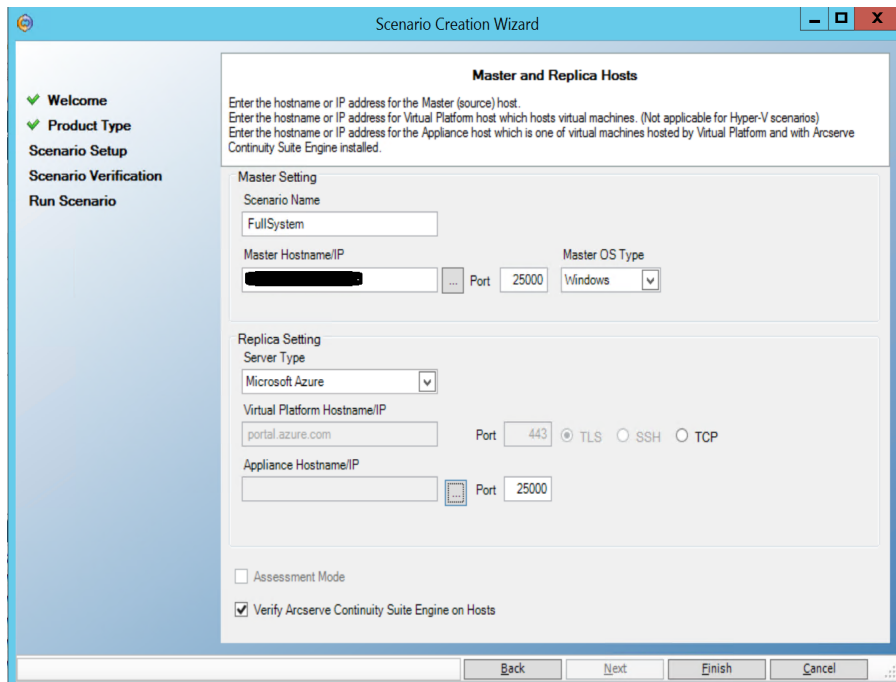 Scenario Creation Wizard
Master and Replica Hosts
Enter the hostname or IP address for the Master (source) host.
Enter the hostname or IP address for Virtual Platform host which hosts virtual machines. (Not applicable for Hyper-V scenarios)
Enter the hostname or IP address for the Appliance host which is one of virtual machines hosted by Virtual Platform and with Arcserve
Continuity Suite Engine installed.
Welcome
Product Type
Scenario Setup
Scenario Verification
Run Scenario
Master Setting
Scenario Name
FullSystem
Master Hostname/IP Master OS Type
... Port 25000 Windows
Replica Setting
Server Type
Microsoft Azure
Virtual Platform Hostname/IP
portal.azure.com Port 443 TLS SSH TCP
Appliance Hostname/IP
... Port 25000
Assessment Mode
Verify Arcserve Continuity Suite Engine on Hosts
Back Next Finish Cancel